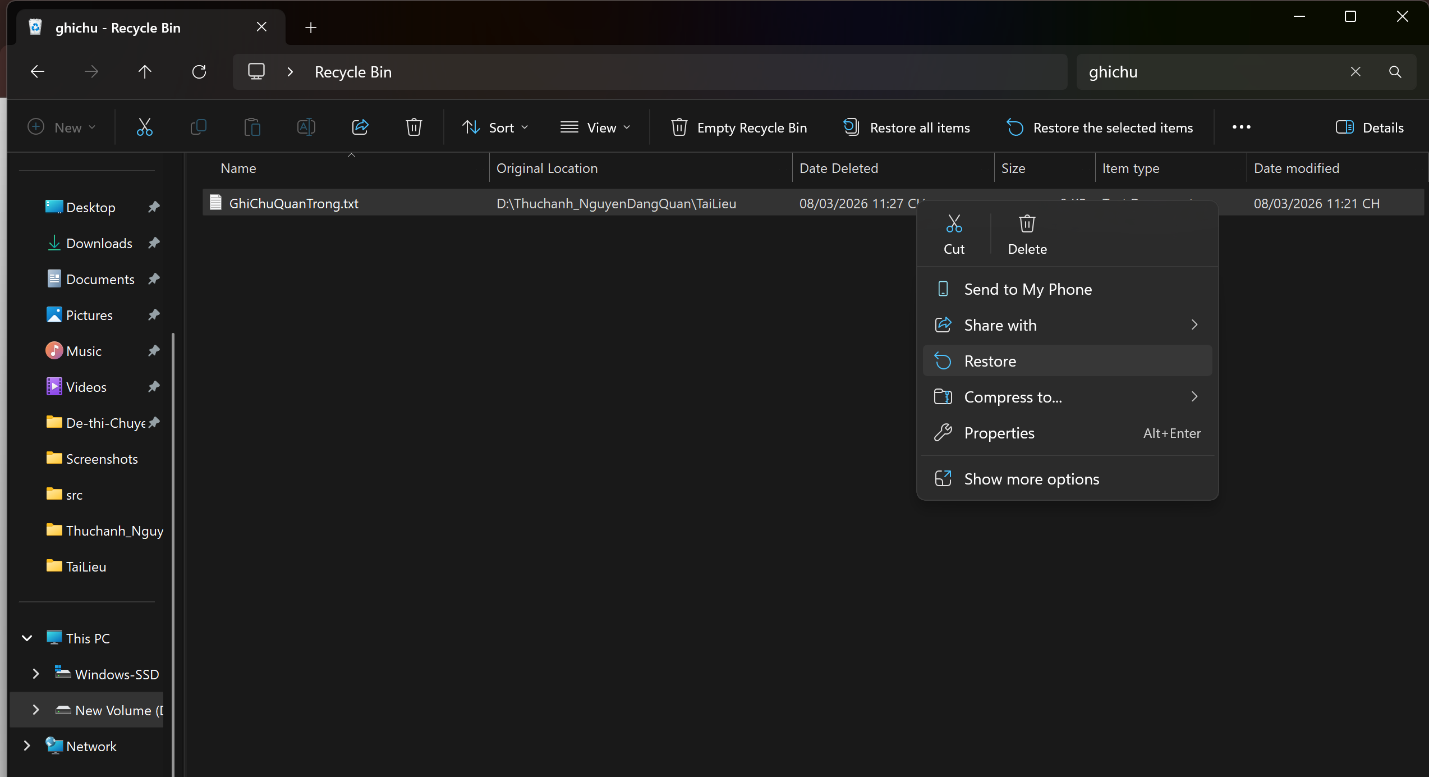 ghichu - Recycle Bin
Recycle Bin
ghichu
New
Sort
View
Empty Recycle Bin
Restore all items
Restore the selected items
Details
Name
Original Location
Date Deleted
Size
Item type
Date modified
GhiChuQuanTrong.txt
D:\Thuchanh_NguyenDangQuan\TaiLieu
08/03/2026 11:27
08/03/2026 11:21 CH
Desktop
Downloads
Documents
Pictures
Music
Videos
De-thi-Chuye
Screenshots
src
Thuchanh_Nguy
TaiLieu
This PC
Windows-SSD
New Volume (
Network
Cut
Delete
Send to My Phone
Share with
Restore
Compress to...
Properties
Alt+Enter
Show more options